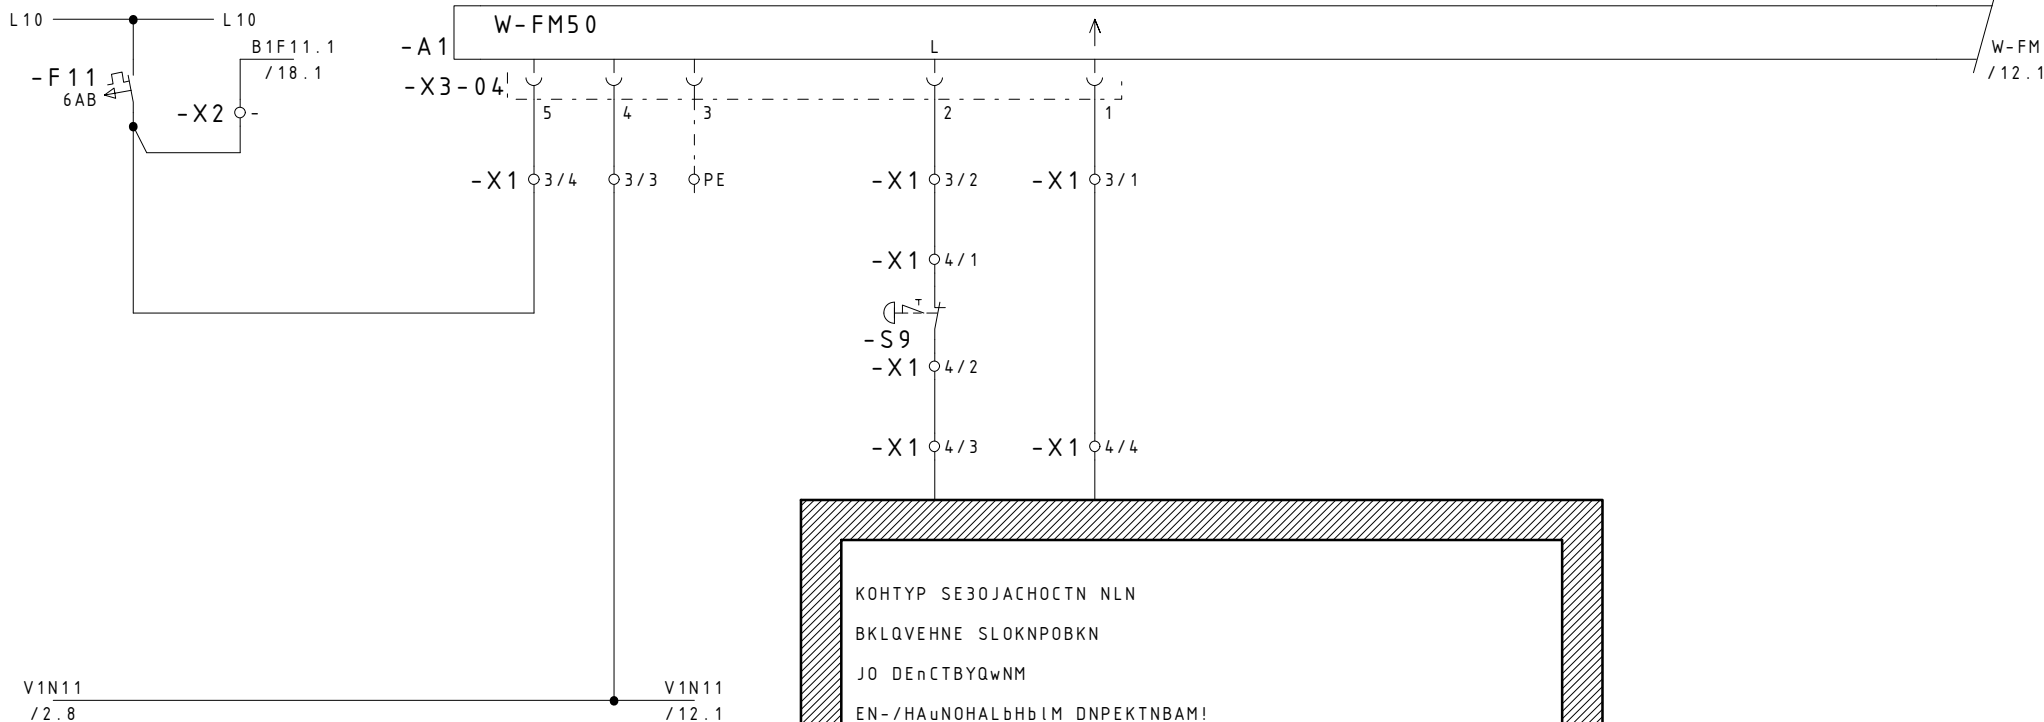 L10 L10
W-FM50
-A1
L
B1F11.1
/18.1
W-FM
/12.1
-F11
6AB
-X3-04
-X2 -
5 4 3 2 1
-X1 3/4 3/3 PE -X1 3/2 -X1 3/1
-X1 4/1
T
-S9
-X1 4/2
-X1 4/3 -X1 4/4
KOHTYP SE3OJACHOCTN NLN
BKLQVEHNE SLOKNPOBKN
JO DEnCTBYQwNM
EN-/HAuNOHALbHblM DNPEKTNBAM!
V1N11 V1N11
/2.8 /12.1